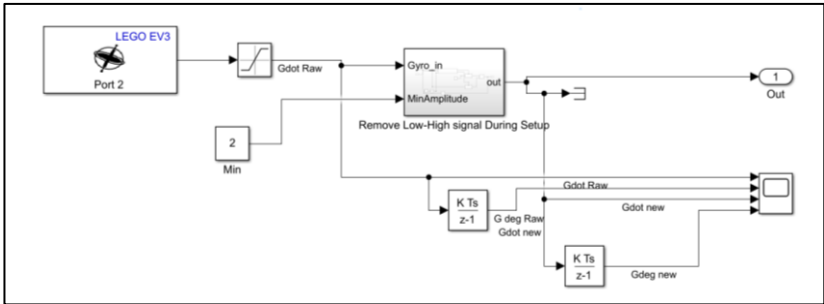 LEGO EV3
Port 2
Gdot Raw
Gyro_in
out
MinAmplitude
Remove Low-High signal During Setup
1
Out
2
Min
K Ts
z-1
G deg Raw
Gdot new
Gdot Raw
Gdot new
K Ts
z-1
Gdeg new